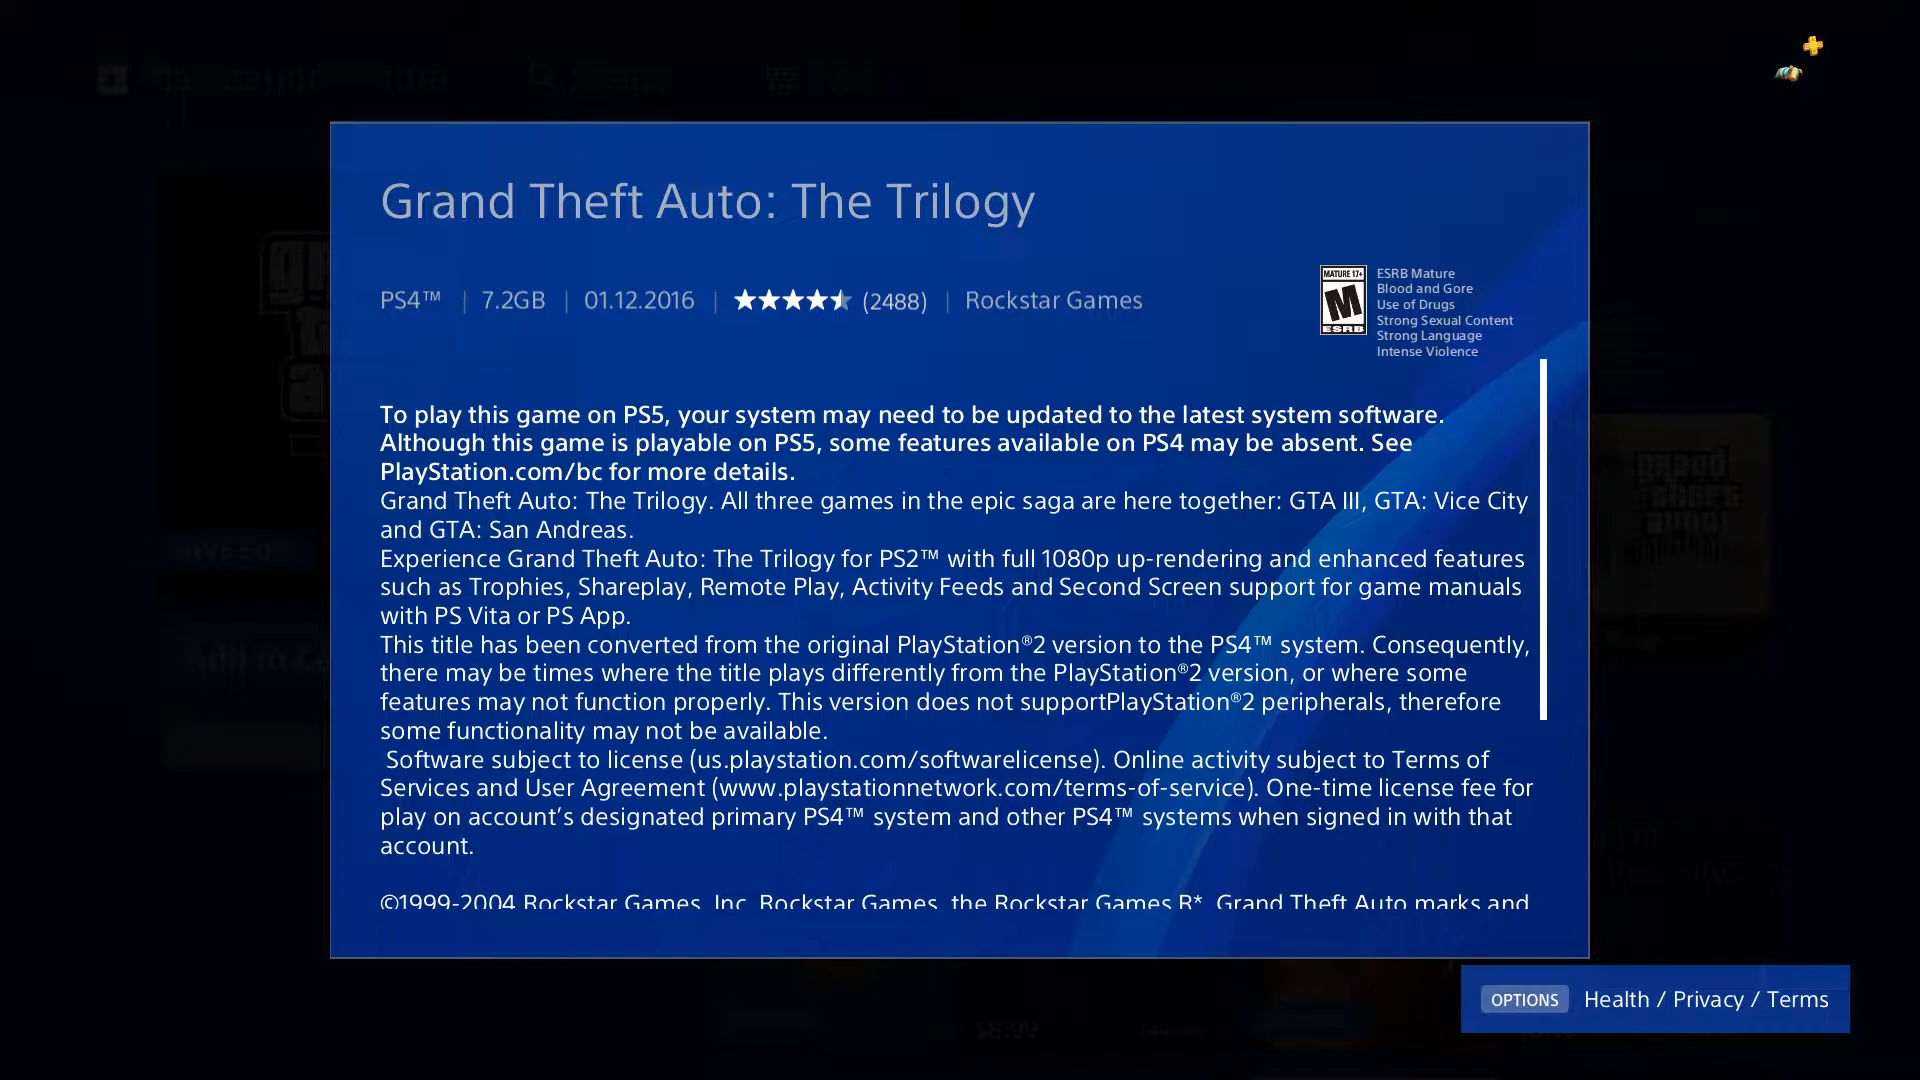 Grand Theft Auto: The Trilogy
PS4™ | 7.2GB | 01.12.2016 | ★★★★ (2488) | Rockstar Games
MATURE 17+
M
ESRB
ESRB Mature
Blood and Gore
Use of Drugs
Strong Sexual Content
Strong Language
Intense Violence
To play this game on PS5, your system may need to be updated to the latest system software.
Although this game is playable on PS5, some features available on PS4 may be absent. See
PlayStation.com/bc for more details.
Grand Theft Auto: The Trilogy. All three games in the epic saga are here together: GTA III, GTA: Vice City
and GTA: San Andreas.
Experience Grand Theft Auto: The Trilogy for PS2™ with full 1080p up-rendering and enhanced features
such as Trophies, Shareplay, Remote Play, Activity Feeds and Second Screen support for game manuals
with PS Vita or PS App.
This title has been converted from the original PlayStation®2 version to the PS4™ system. Consequently,
there may be times where the title plays differently from the PlayStation®2 version, or where some
features may not function properly. This version does not supportPlayStation®2 peripherals, therefore
some functionality may not be available.
Software subject to license (us.playstation.com/softwarelicense). Online activity subject to Terms of
Services and User Agreement (www.playstationnetwork.com/terms-of-service). One-time license fee for
play on account’s designated primary PS4™ system and other PS4™ systems when signed in with that
account.
©1999-2004 Rockstar Games, Inc. Rockstar Games, the Rockstar Games R*, Grand Theft Auto marks and
OPTIONS Health / Privacy / Terms